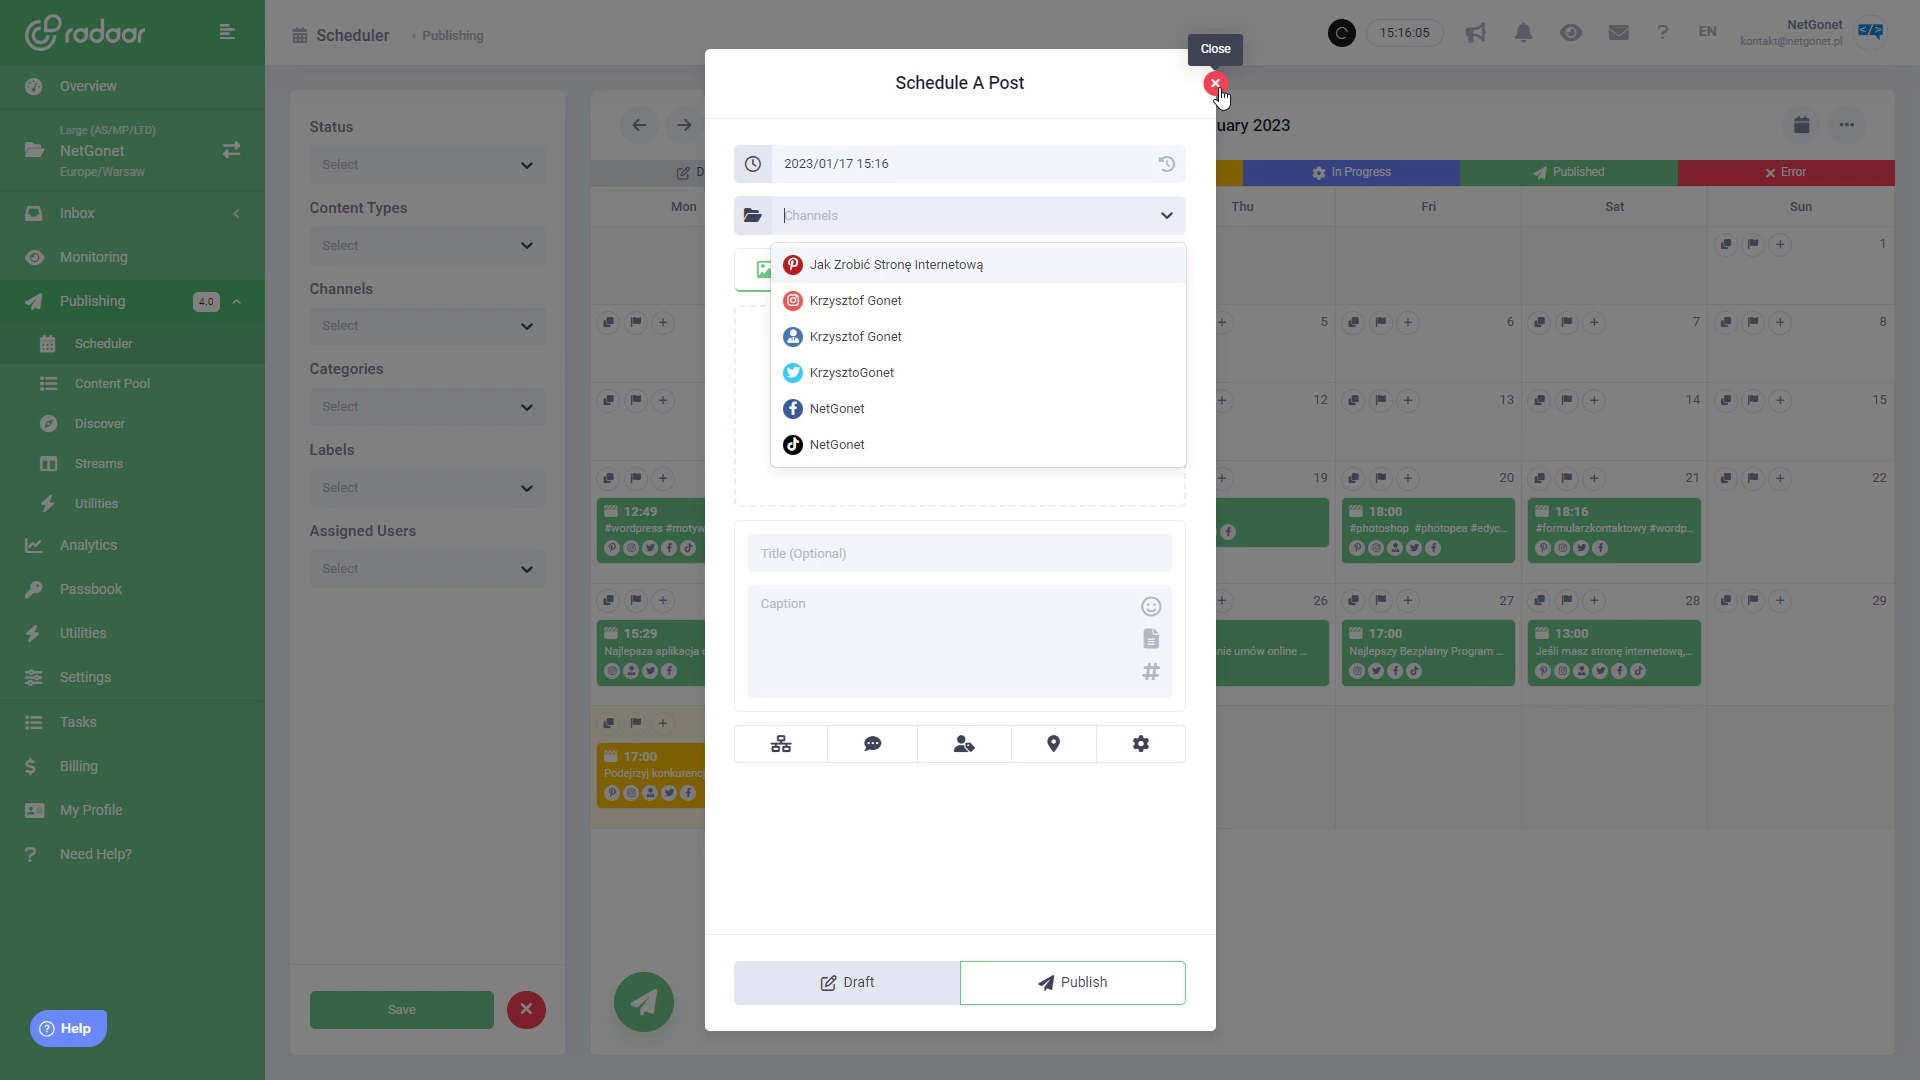 radaar
Scheduler
Publishing
15:16:05
EN
NetGonet
kontakt@netgonet.pl
Close
Overview
Large (AS/MP/LTD)
NetGonet
Europe/Warsaw
Inbox
Monitoring
Publishing
4.0
Scheduler
Content Pool
Discover
Streams
Utilities
Analytics
Passbook
Utilities
Settings
Tasks
Billing
My Profile
Need Help?
Help
Status
Select
Content Types
Select
Channels
Select
Categories
Select
Labels
Select
Assigned Users
Select
Save
Schedule A Post
2023/01/17 15:16
Channels
Jak Zrobić Stronę Internetową
Krzysztof Gonet
Krzysztof Gonet
KrzysztoGonet
NetGonet
NetGonet
Title (Optional)
Caption
Draft
Publish
uary 2023
D
In Progress
Published
Error
Mon
Thu
Fri
Sat
Sun
1
5
6
7
8
12
13
14
15
19
20
21
22
12:49
#wordpress #motyw
18:00
#photoshop #photopea #edyc...
18:16
#formularzkontaktowy #wordp...
26
27
28
29
15:29
Najlepsza aplikacja
nie umów online ...
17:00
Najlepszy Bezpłatny Program ...
13:00
Jeśli masz stronę internetową,...
17:00
Podejrzyj konkurencj